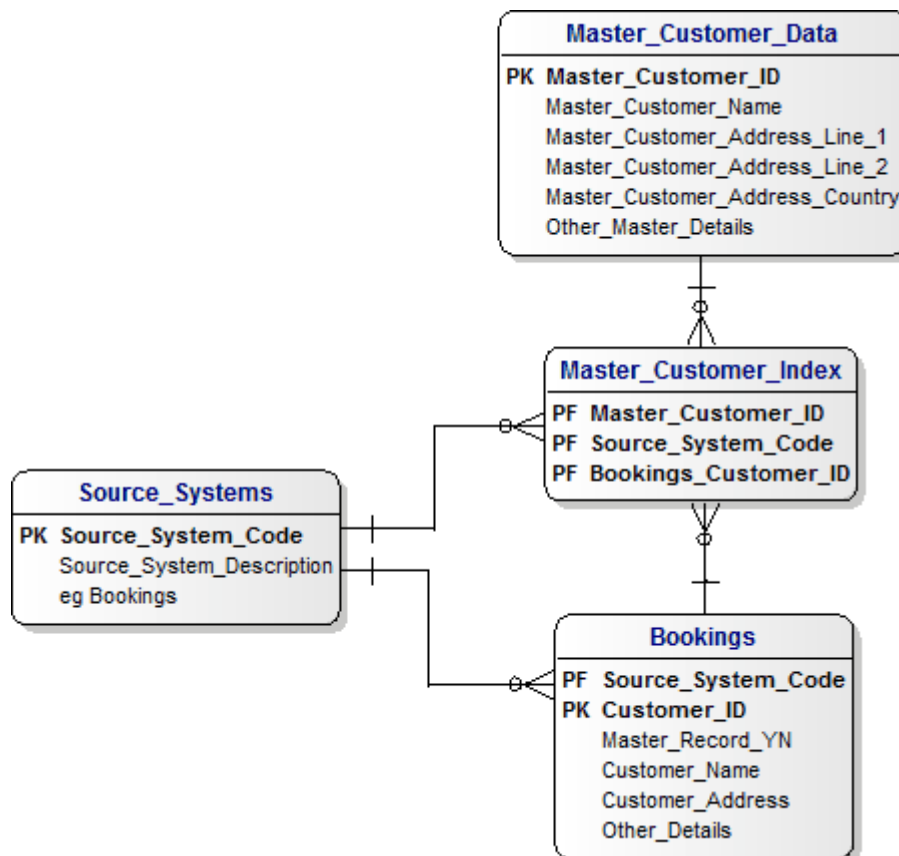 Master_Customer_Data
PK Master_Customer_ID
Master_Customer_Name
Master_Customer_Address_Line_1
Master_Customer_Address_Line_2
Master_Customer_Address_Country
Other_Master_Details
Master_Customer_Index
PF Master_Customer_ID
PF Source_System_Code
PF Bookings_Customer_ID
Source_Systems
PK Source_System_Code
Source_System_Description
eg Bookings
Bookings
PF Source_System_Code
PK Customer_ID
Master_Record_YN
Customer_Name
Customer_Address
Other_Details